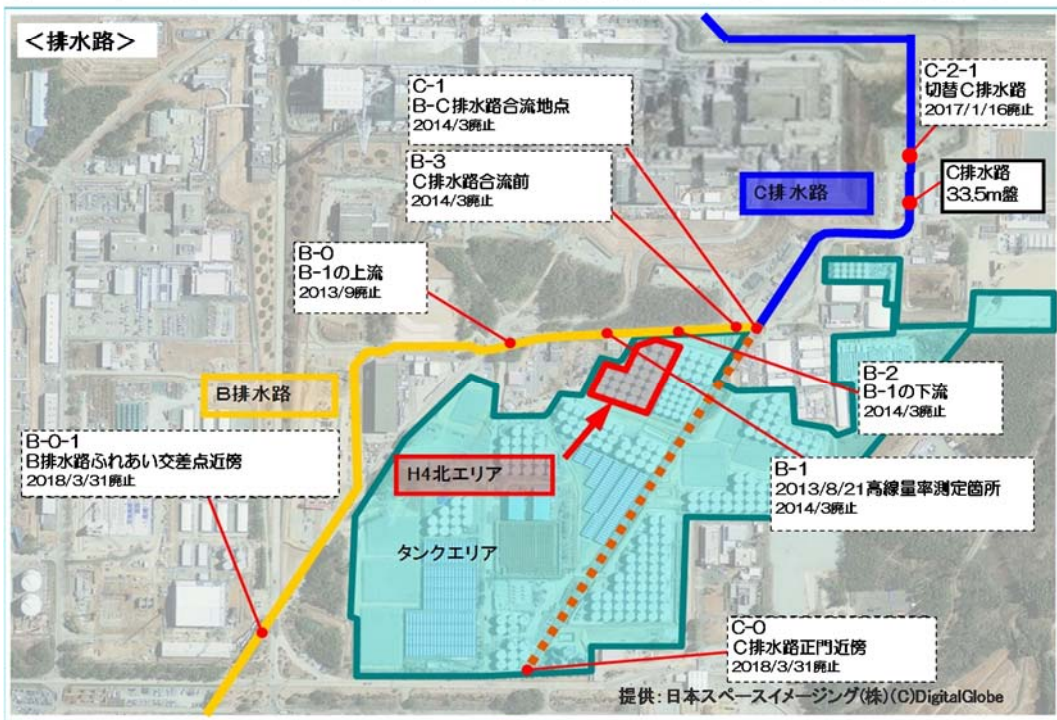 <排水路>
C-1
B-C排水路合流地点
2014/3廃止
C-2-1
切替C排水路
2017/1/16廃止
B-3
C排水路合流前
2014/3廃止
C排水路
C排水路
33.5m盤
B-0
B-1の上流
2013/9廃止
B排水路
B-2
B-1の下流
2014/3廃止
B-0-1
B排水路ふれあい交差点近傍
2018/3/31廃止
H4北エリア
B-1
2013/8/21高線量率測定箇所
2014/3廃止
タンクエリア
C-0
C排水路正門近傍
2018/3/31廃止
提供:日本スペースイメージング(株)(C)DigitalGlobe